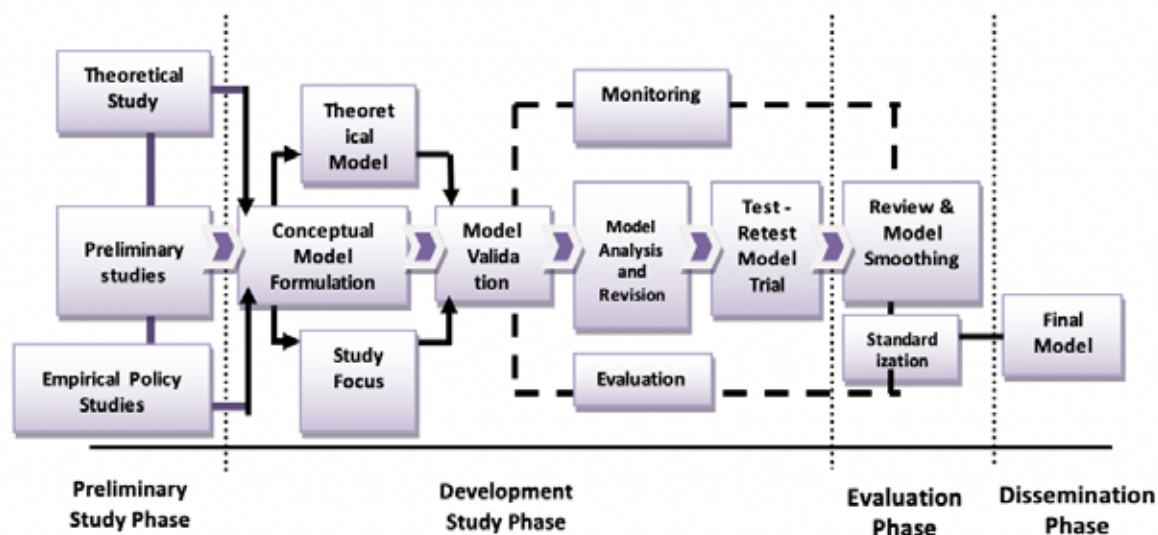 Theoretical
Study
Preliminary
studies
Empirical Policy
Studies
Theoret
ical
Model
Conceptual
Model
Formulation
Study
Focus
Model
Valida
tion
Monitoring
Model
Analysis
and
Revision
Evaluation
Test -
Retest
Model
Trial
Review &
Model
Smoothing
Standard
ization
Final
Model
Preliminary
Study Phase
Development
Study Phase
Evaluation
Phase
Dissemination
Phase